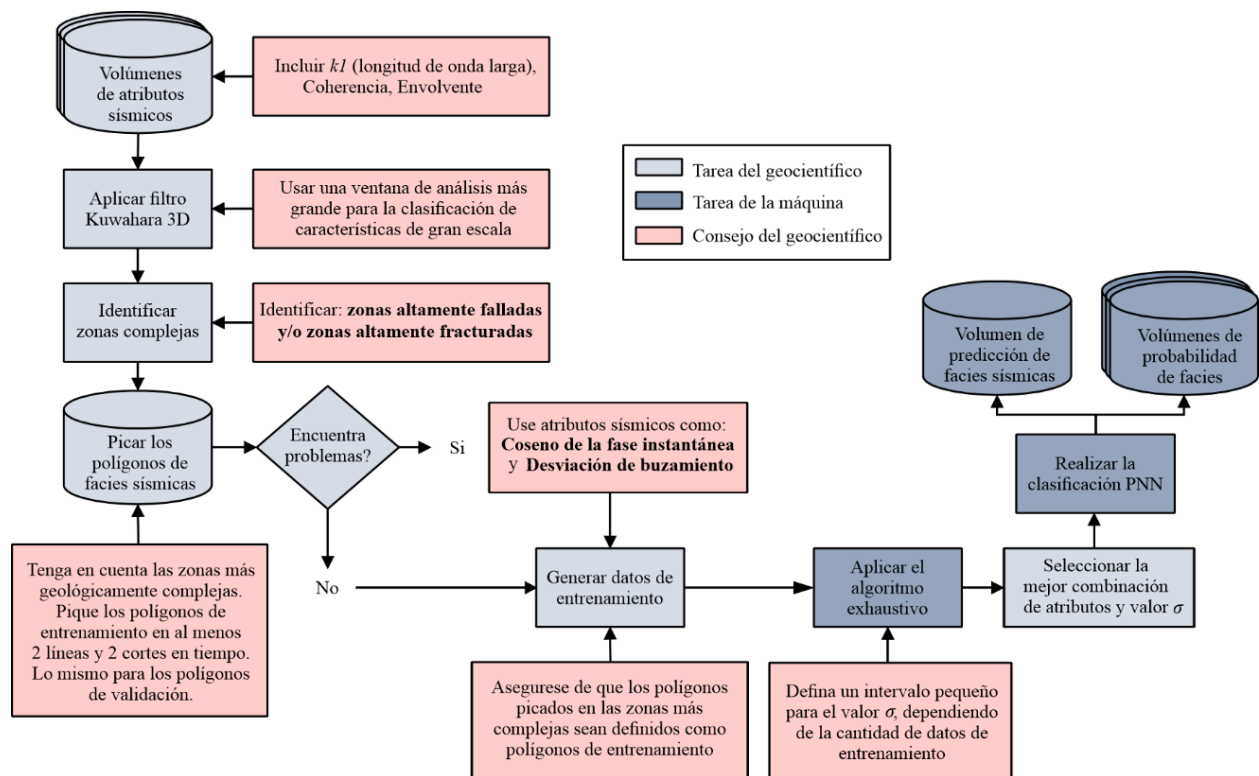 Volúmenes
de atributos
sísmicos
Incluir k1 (longitud de onda larga),
Coherencia, Envolvente
Aplicar filtro
Kuwahara 3D
Usar una ventana de análisis más
grande para la clasificación de
características de gran escala
Tarea del geocientífico
Tarea de la máquina
Consejo del geocientífico
Identificar
zonas complejas
Identificar: zonas altamente falladas
y/o zonas altamente fracturadas
Volumen de
predicción de
facies sísmicas
Volúmenes de
probabilidad
de facies
Picar los
polígonos de
facies sísmicas
Encuentra
problemas?
Si
No
Use atributos sísmicos como:
Coseno de la fase instantánea
y Desviación de buzamiento
Realizar la
clasificación PNN
Tenga en cuenta las zonas más
geológicamente complejas.
Pique los polígonos de
entrenamiento en al menos
2 líneas y 2 cortes en tiempo.
Lo mismo para los polígonos
de validación.
Generar datos de
entrenamiento
Aplicar el
algoritmo
exhaustivo
Seleccionar la
mejor combinación
de atributos y valor σ
Asegurese de que los polígonos
picados en las zonas más
complejas sean definidos como
polígonos de entrenamiento
Defina un intervalo pequeño
para el valor σ, dependiendo
de la cantidad de datos de
entrenamiento